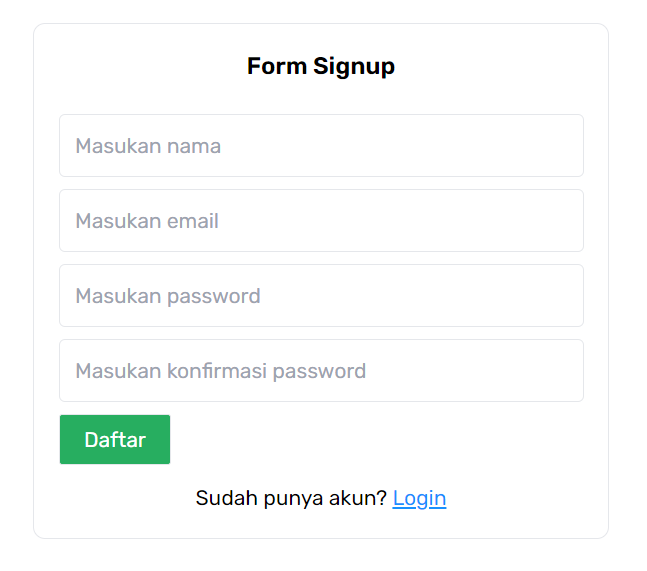 Form Signup
Masukan nama
Masukan email
Masukan password
Masukan konfirmasi password
Daftar
Sudah punya akun? Login